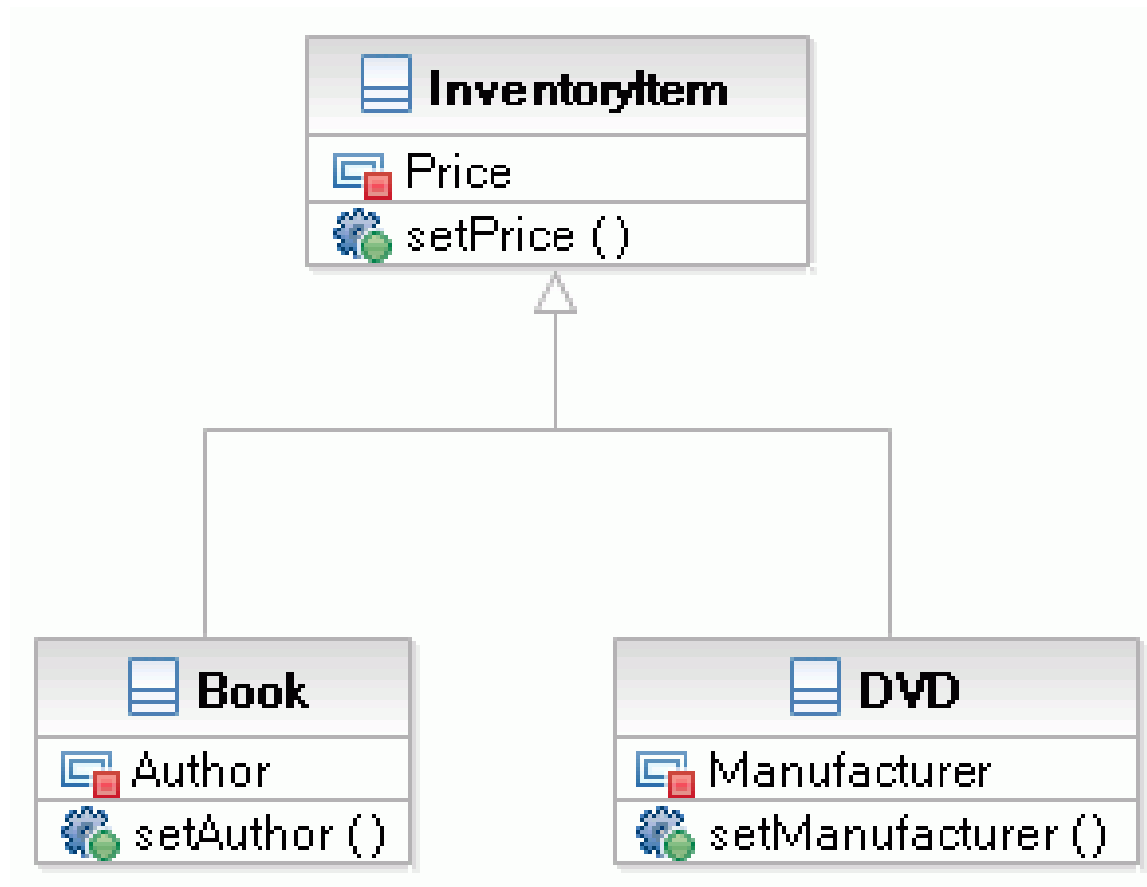 InventoryItem
Price
setPrice ()
Book
Author
setAuthor ()
DVD
Manufacturer
setManufacturer ()